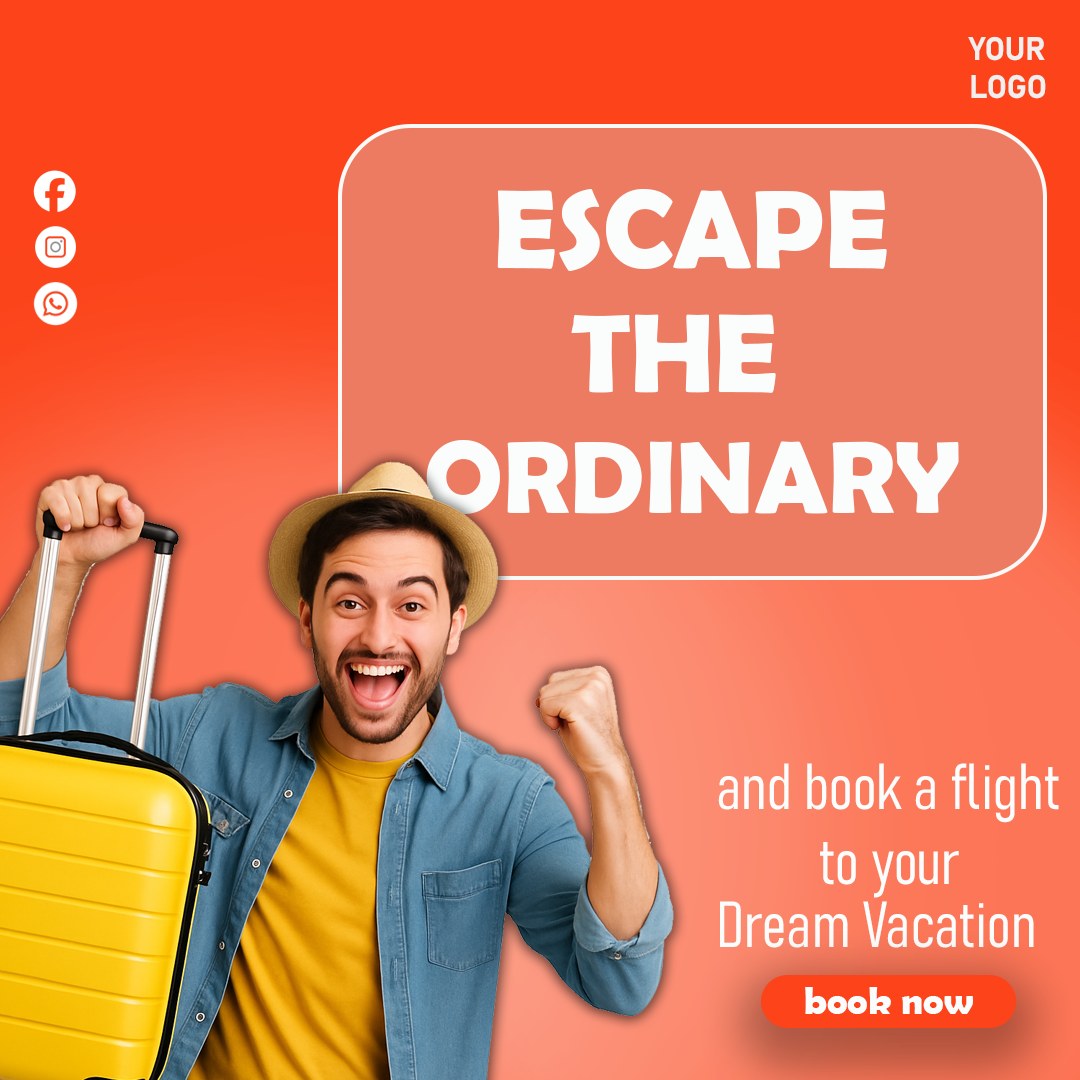 YOUR
LOGO
ESCAPE
THE
ORDINARY
and book a flight
to your
Dream Vacation
book now